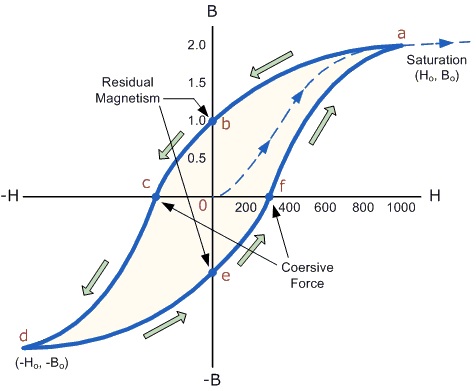 B
a
2.0
Saturation
(Ho, Bo)
1.5
Residual
Magnetism
1.0
b
0.5
c
f
-H
H
0
200
400
600
800
1000
Coersive
Force
e
d
(-Ho, -Bo)
-B